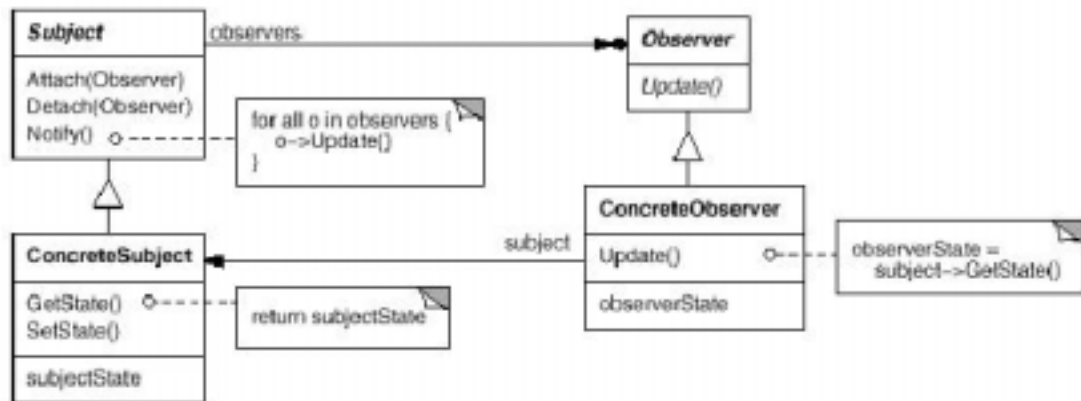 Subject
observers
Observer
Attach(Observer)
Detach(Observer)
Notify()
for all o in observers {
o->Update()
}
Update()
ConcreteSubject
GetState()
SetState()
subjectState
return subjectState
subject
ConcreteObserver
Update()
observerState
observerState =
subject->GetState()